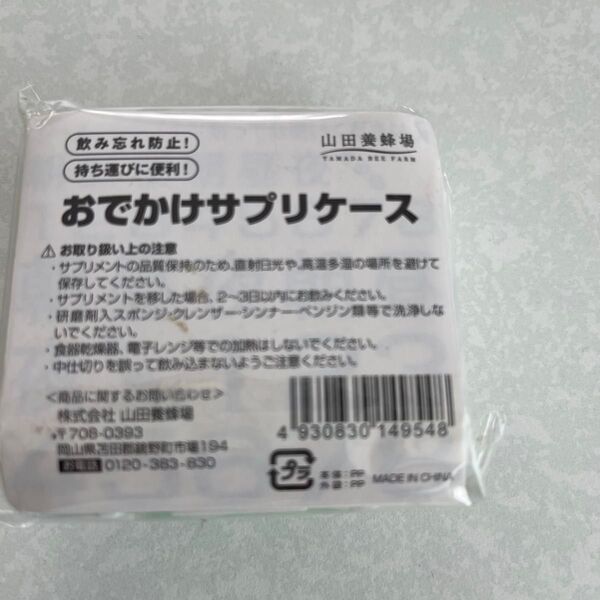 飲み忘れ防止！
持ち運びに便利！
山田養蜂場
YAMADA BEE FARM
おでかけサプリケース
⚠ お取り扱い上の注意
・サプリメントの品質保持のため、直射日光や、高温多湿の場所を避けて
保存してください。
・サプリメントを移した場合、2〜3日以内にお飲みください。
・研磨剤入スポンジ・クレンザー・シンナー・ベンジン類等で洗浄しな
いでください。
・食器乾燥器、電子レンジ等での加熱はしないでください。
・中仕切りを誤って飲み込まないようご注意ください。
＜商品に関するお問い合わせ＞
株式会社 山田養蜂場
〒708-0393
岡山県苫田郡鏡野町市場194
お電話 0120-383-830
4 930830 149548
プラ
本体：PP
外装：PP
MADE IN CHINA